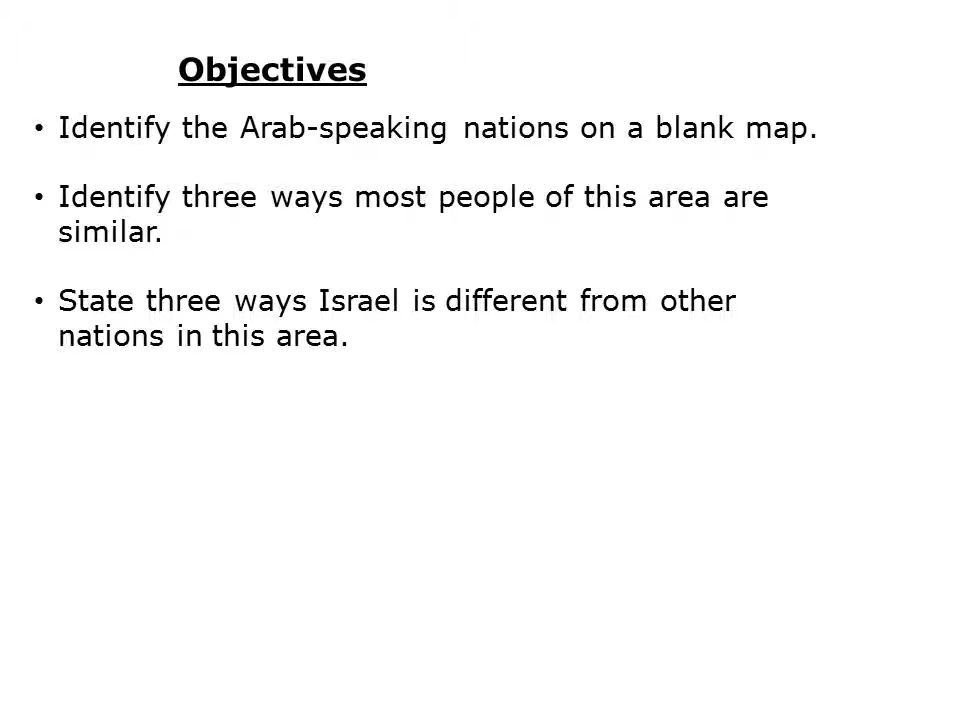 Objectives
• Identify the Arab-speaking nations on a blank map.
• Identify three ways most people of this area are
similar.
• State three ways Israel is different from other
nations in this area.